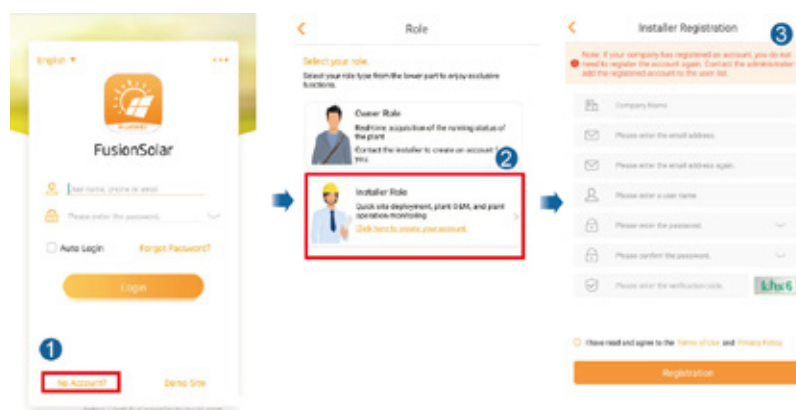 English
FusionSolar
User name, phone or email
Please enter the password.
Auto Login
Forgot Password?
Login
1
No Account?
Demo Site
Role
Select your role.
Select your role type from the lower part to enjoy exclusive
functions.
Owner Role
Real-time acquisition of the running status of
the plant
Contact the installer to create an account
you.
2
Installer Role
Quick site deployment, plant O&M, and plant
operation monitoring
Click here to create your account.
Installer Registration
3
Note: If your company has registered an account, you do not
need to register the account again. Contact the administrator
add the registered account to the user list.
Company Name
Please enter the email address.
Please enter the email address again.
Please enter a user name
Please enter the password.
Please confirm the password.
Please enter the verification code.
Lhx6
I have read and agree to the Terms of Use and Privacy Policy
Registration